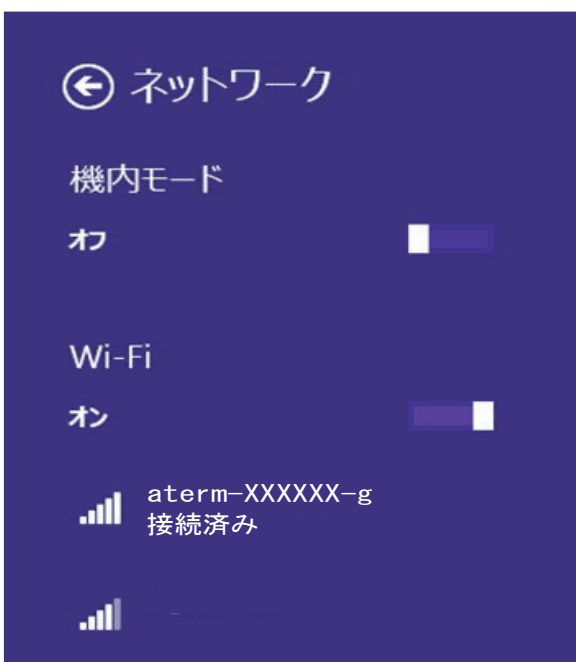 ネットワーク
機内モード
オフ
Wi-Fi
オン
aterm-XXXXXX-g
接続済み